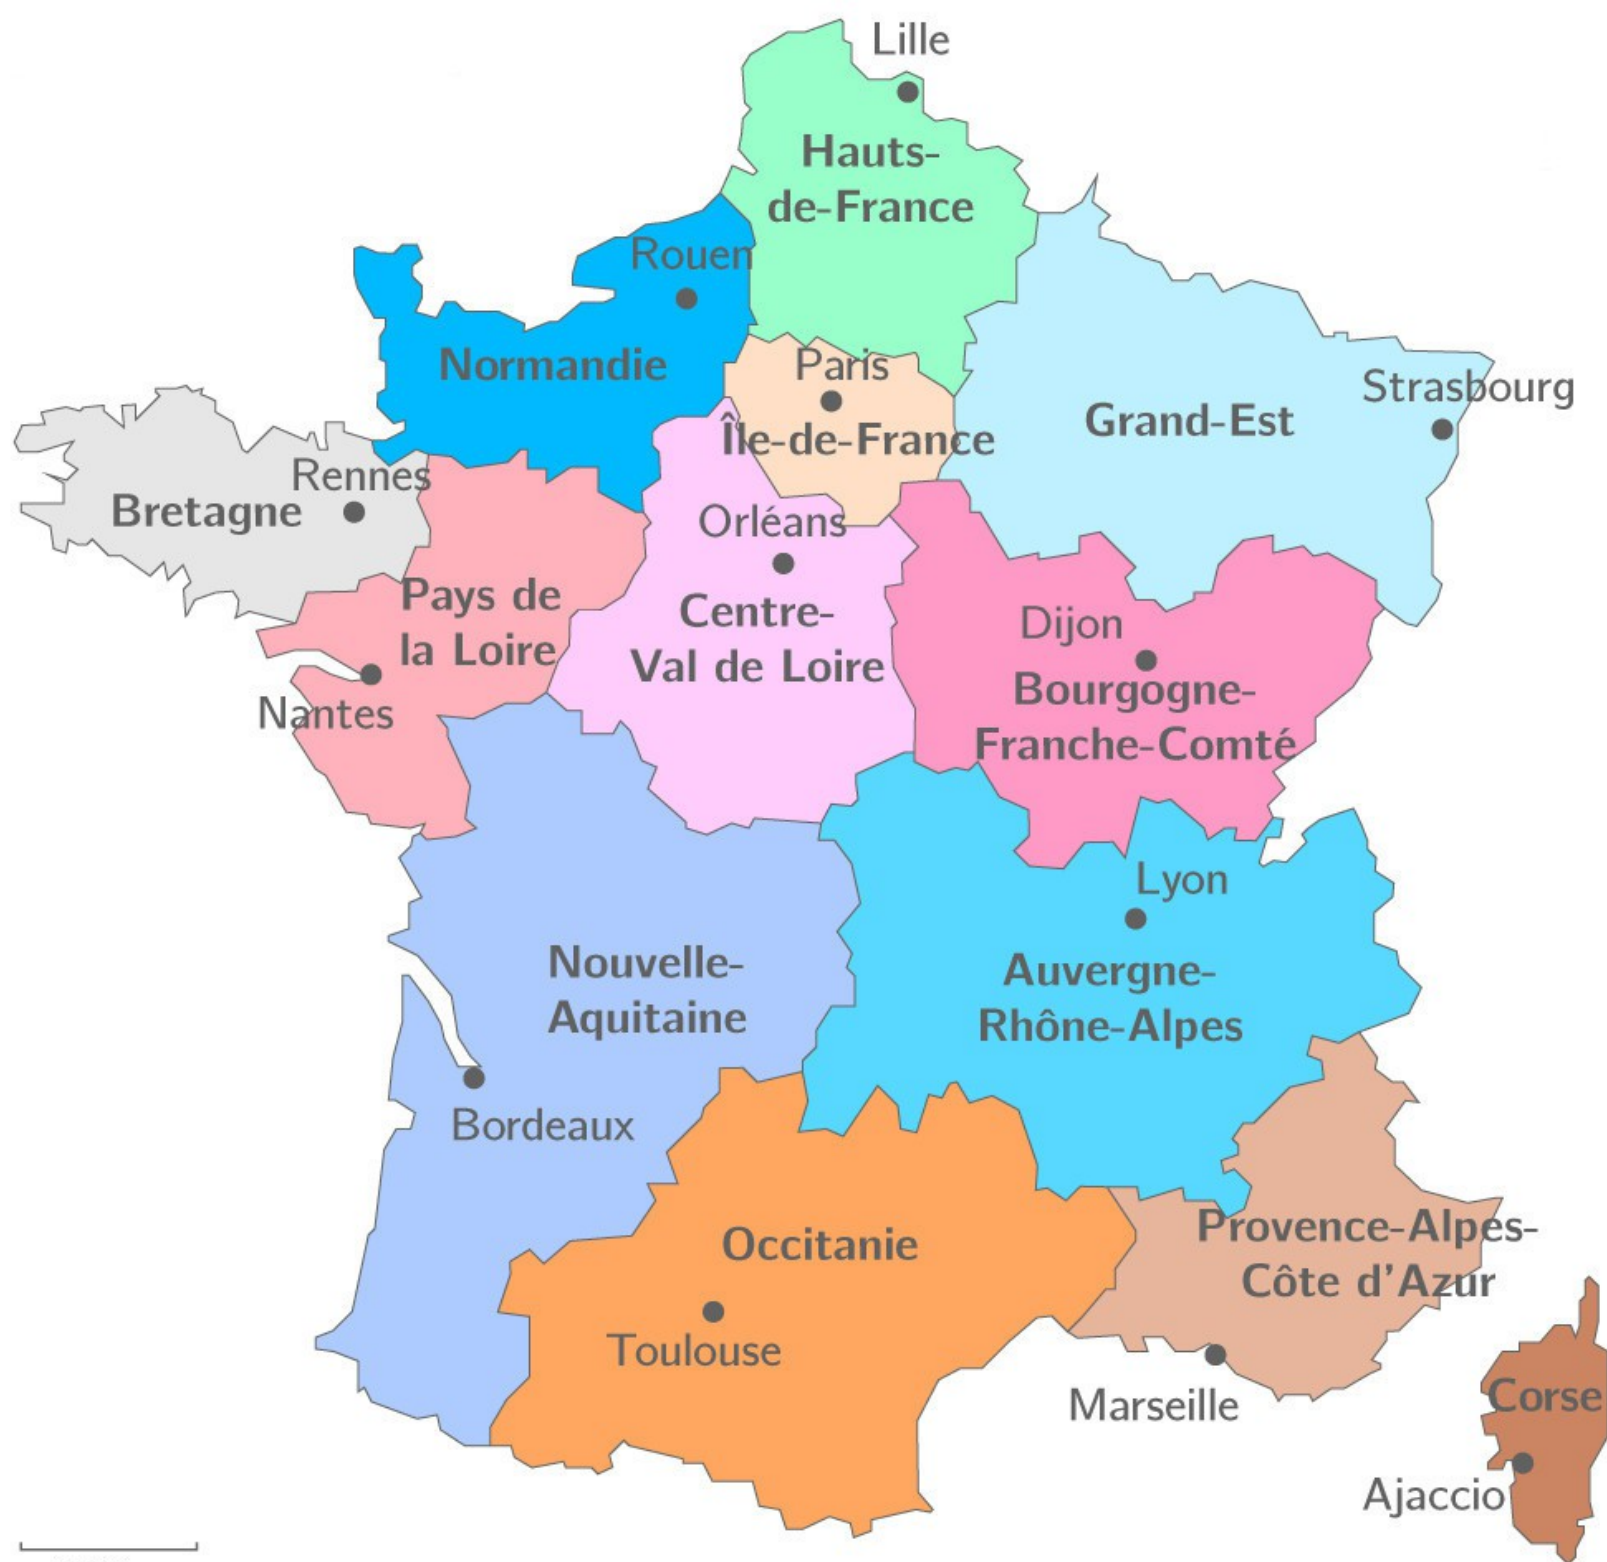 Lille
Hauts-
de-France
Rouen
Normandie
Paris
Île-de-France
Grand-Est
Strasbourg
Rennes
Bretagne
Orléans
Centre-
Val de Loire
Pays de
la Loire
Nantes
Dijon
Bourgogne-
Franche-Comté
Lyon
Auvergne-
Rhône-Alpes
Nouvelle-
Aquitaine
Bordeaux
Occitanie
Toulouse
Provence-Alpes-
Côte d'Azur
Marseille
Corse
Ajaccio